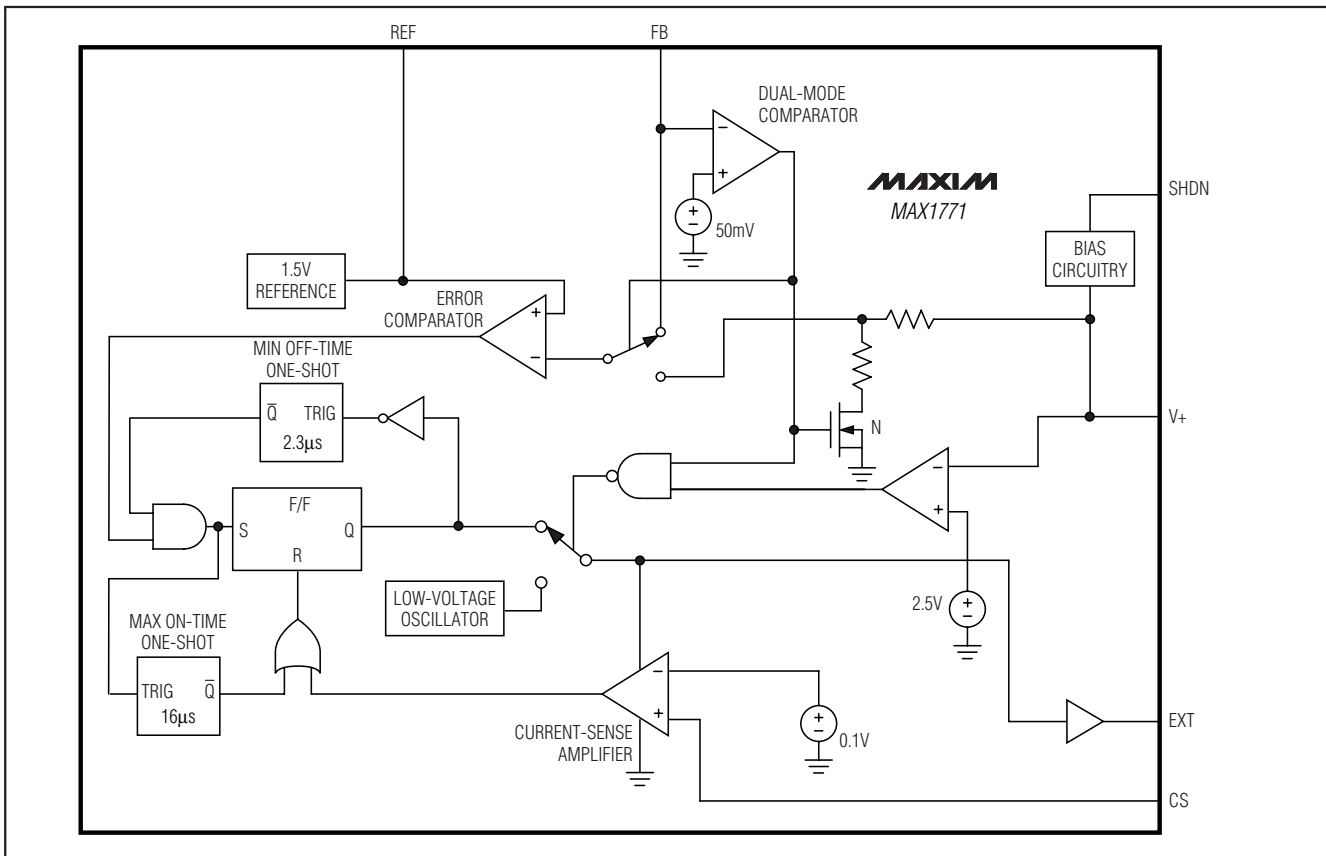 REF
FB
DUAL-MODE
COMPARATOR
MAXIM
MAX1771
SHDN
+
−
50mV
BIAS
CIRCUITRY
1.5V
REFERENCE
ERROR
COMPARATOR
+
−
MIN OFF-TIME
ONE-SHOT
Q̅ TRIG
2.3µs
N
V+
−
+
F/F
S Q
R
LOW-VOLTAGE
OSCILLATOR
2.5V
+
−
MAX ON-TIME
ONE-SHOT
TRIG Q̅
16µs
−
+
CURRENT-SENSE
AMPLIFIER
+
−
0.1V
EXT
CS